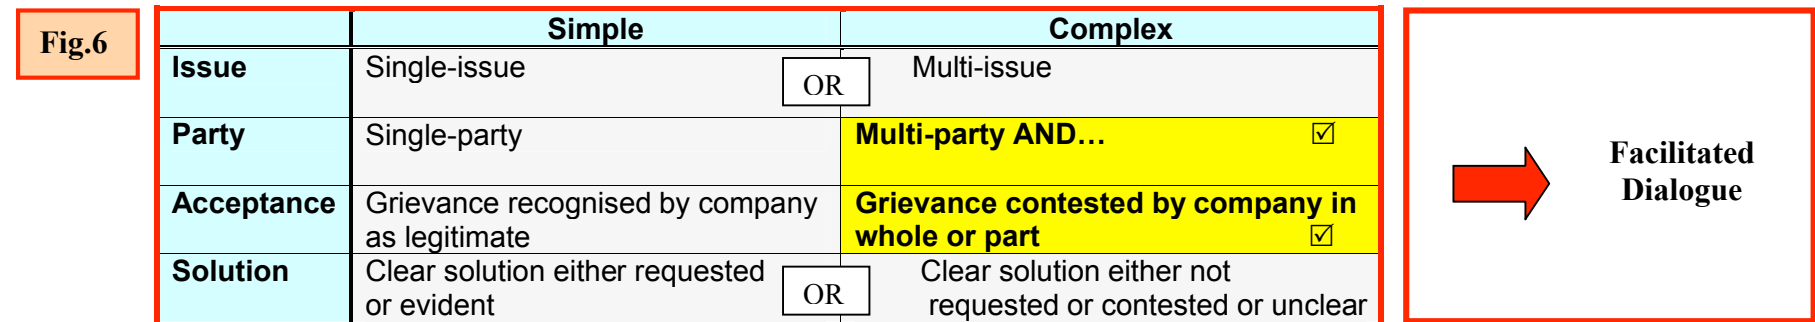 Fig.6
Simple Complex
Issue Single-issue OR Multi-issue
Party Single-party Multi-party AND… ☑
Acceptance Grievance recognised by company Grievance contested by company in
as legitimate whole or part ☑
Solution Clear solution either requested OR Clear solution either not
or evident requested or contested or unclear
Facilitated
Dialogue